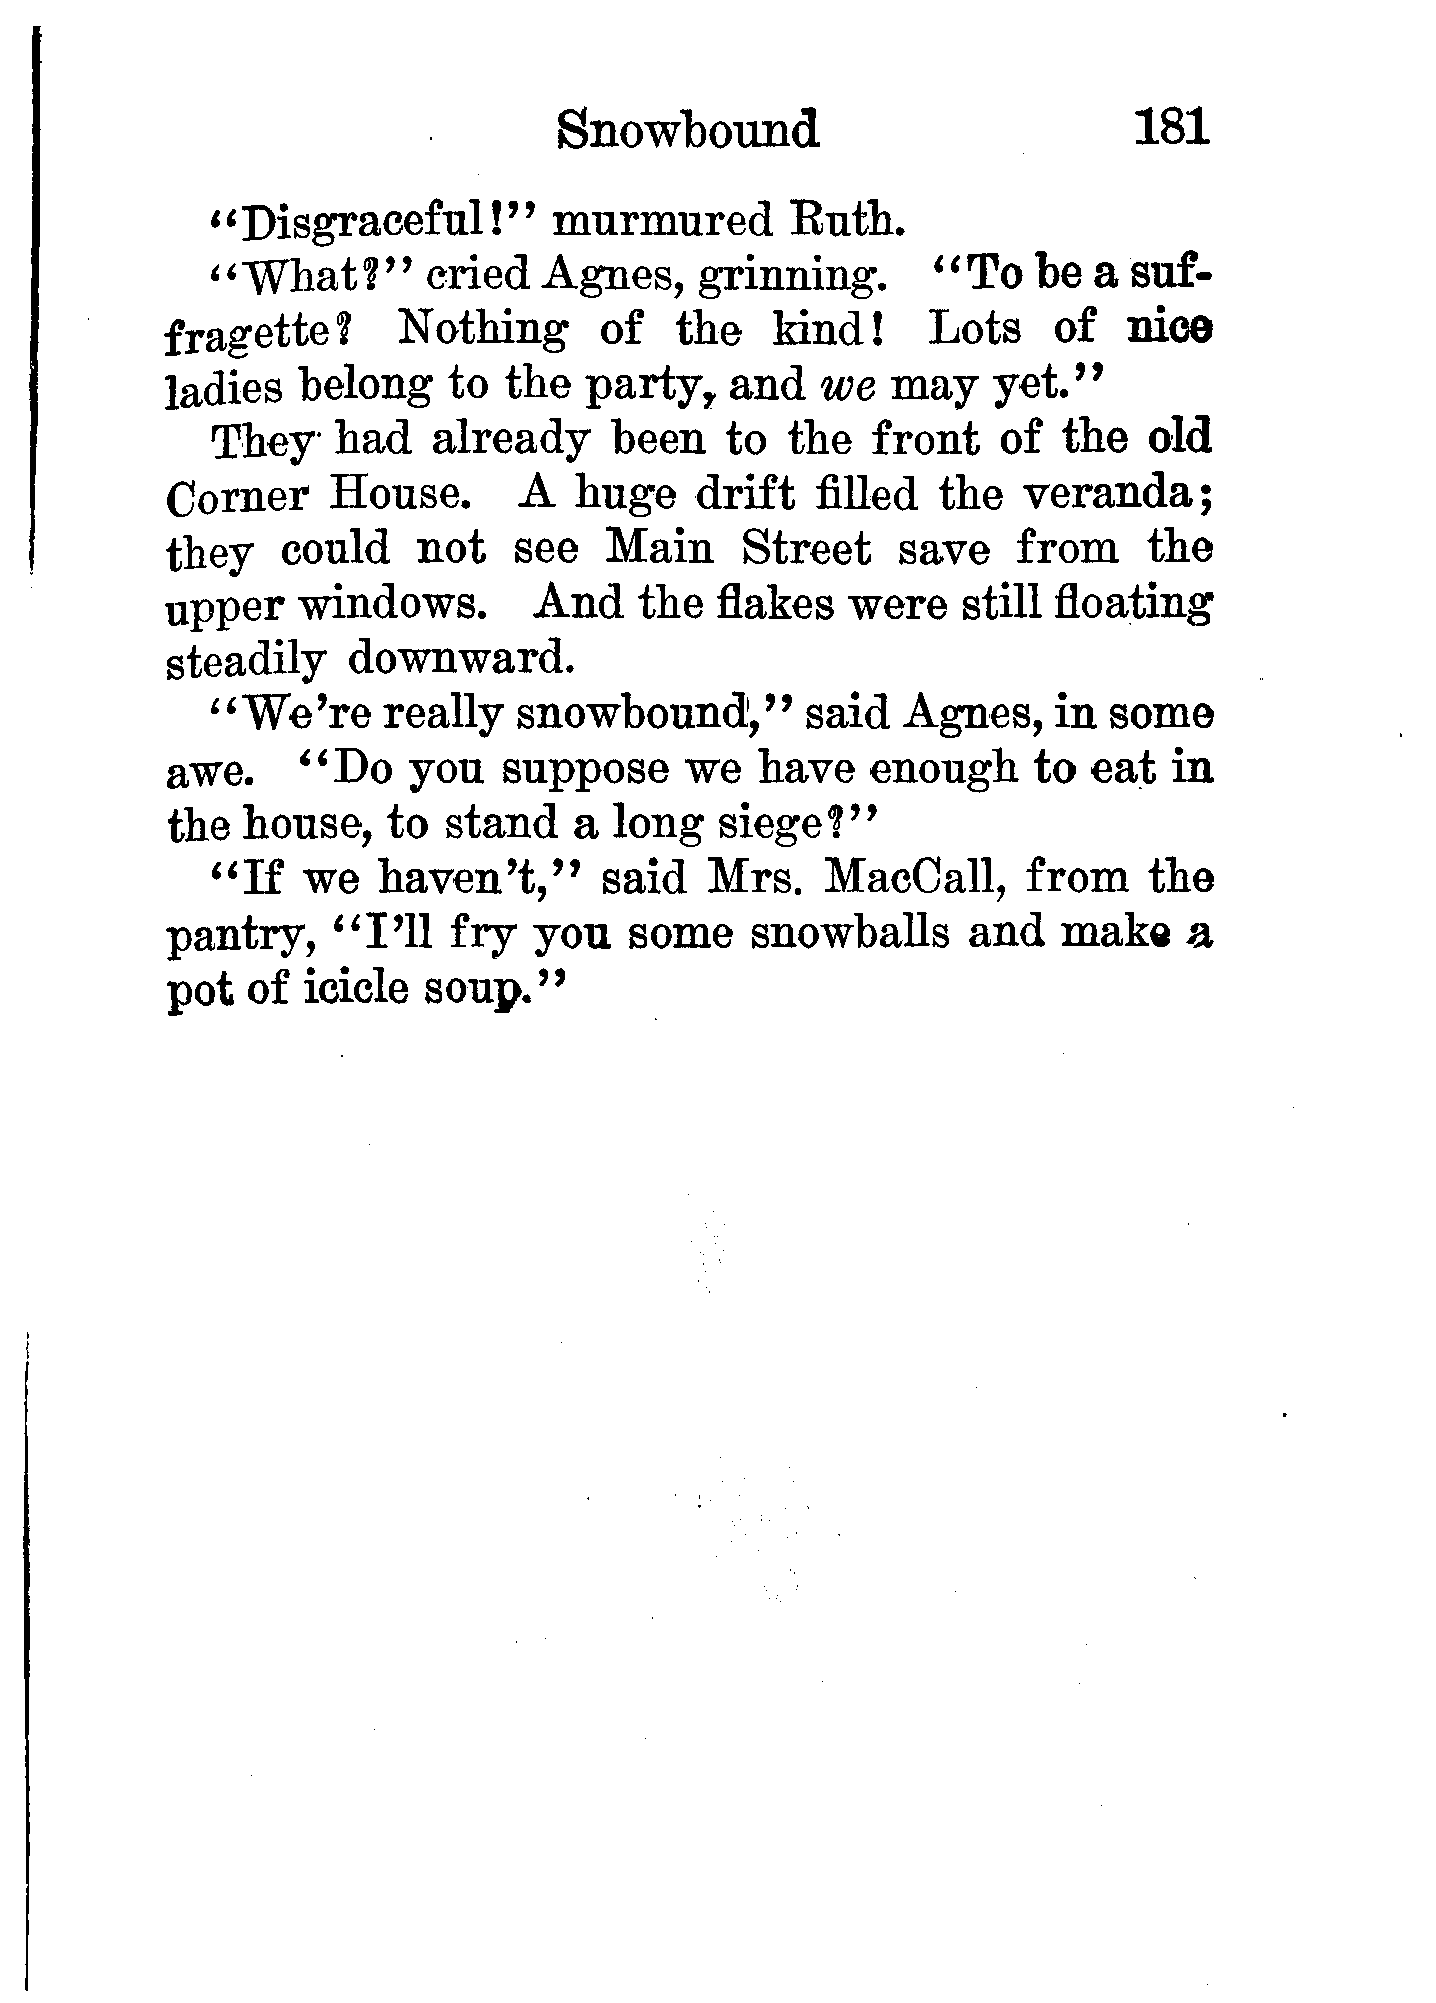 Snowbound 181
“Disgraceful!” murmured Ruth.
“What?” cried Agnes, grinning. “To be a suf-
fragette? Nothing of the kind! Lots of nice
ladies belong to the party, and we may yet.”
They had already been to the front of the old
Corner House. A huge drift filled the veranda;
they could not see Main Street save from the
upper windows. And the flakes were still floating
steadily downward.
“We’re really snowbound,” said Agnes, in some
awe. “Do you suppose we have enough to eat in
the house, to stand a long siege?”
“If we haven’t,” said Mrs. MacCall, from the
pantry, “I’ll fry you some snowballs and make a
pot of icicle soup.”